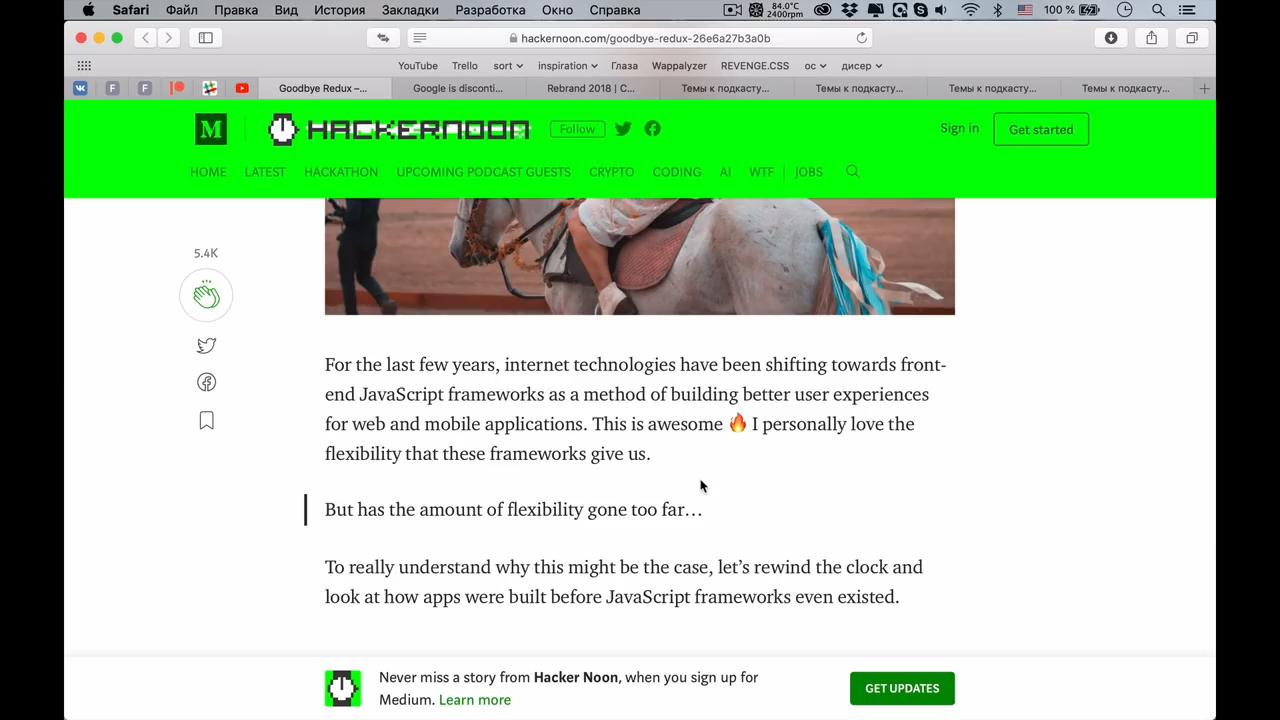 Safari Файл Правка Вид История Закладки Разработка Окно Справка 84.0°C 2400rpm 100 %
hackernoon.com/goodbye-redux-26e6a27b3a0b
YouTube Trello sort inspiration Глаза Wappalyzer REVENGE.CSS ос дисер
F F Goodbye Redux –... Google is disconti... Rebrand 2018 | C... Темы к подкасту... Темы к подкасту... Темы к подкасту... Темы к подкасту...
M HACKERNOON Follow Sign in Get started
HOME LATEST HACKATHON UPCOMING PODCAST GUESTS CRYPTO CODING AI WTF JOBS
5.4K
For the last few years, internet technologies have been shifting towards front-
end JavaScript frameworks as a method of building better user experiences
for web and mobile applications. This is awesome 🔥 I personally love the
flexibility that these frameworks give us.
But has the amount of flexibility gone too far…
To really understand why this might be the case, let’s rewind the clock and
look at how apps were built before JavaScript frameworks even existed.
Never miss a story from Hacker Noon, when you sign up for
Medium. Learn more
GET UPDATES